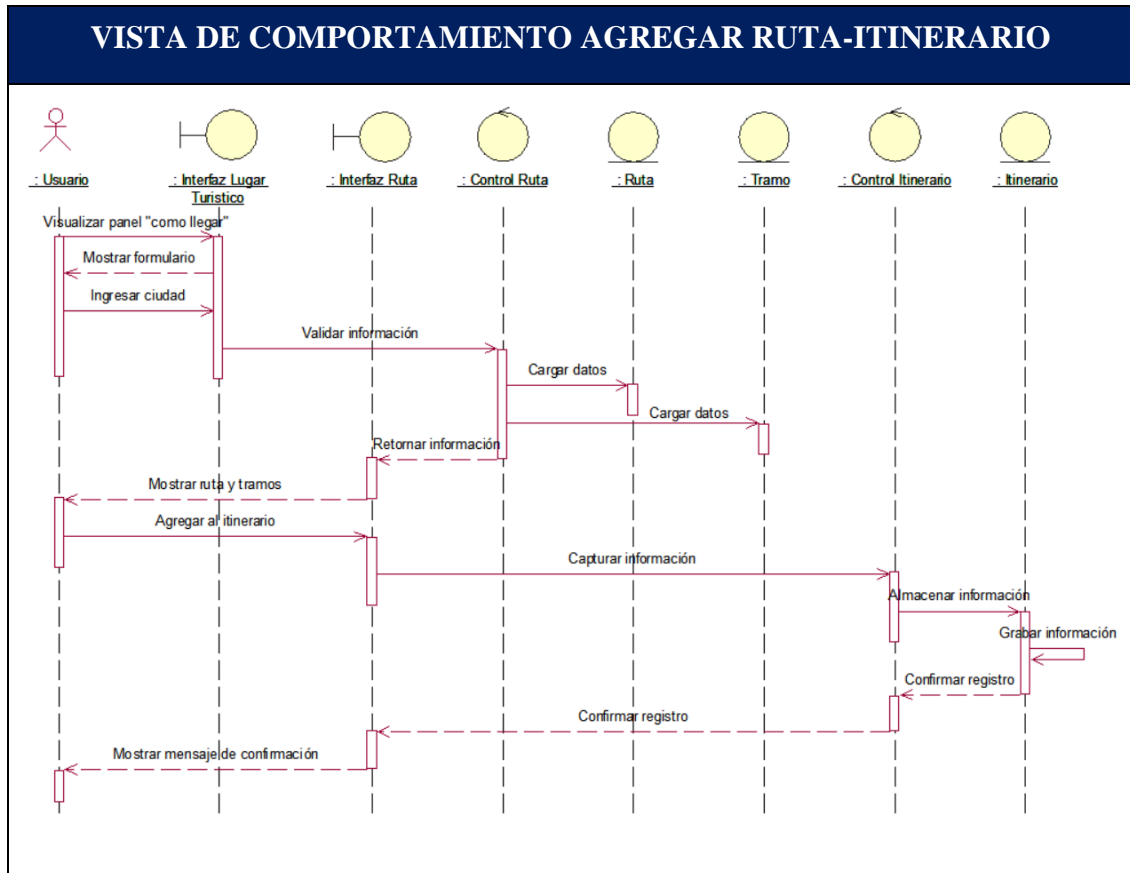 VISTA DE COMPORTAMIENTO AGREGAR RUTA-ITINERARIO
: Usuario
: Interfaz Lugar
Turistico
: Interfaz Ruta
: Control Ruta
: Ruta
: Tramo
: Control Itinerario
: Itinerario
Visualizar panel "como llegar"
Mostrar formulario
Ingresar ciudad
Validar información
Cargar datos
Cargar datos
Retornar información
Mostrar ruta y tramos
Agregar al itinerario
Capturar información
Almacenar información
Grabar información
Confirmar registro
Confirmar registro
Mostrar mensaje de confirmación